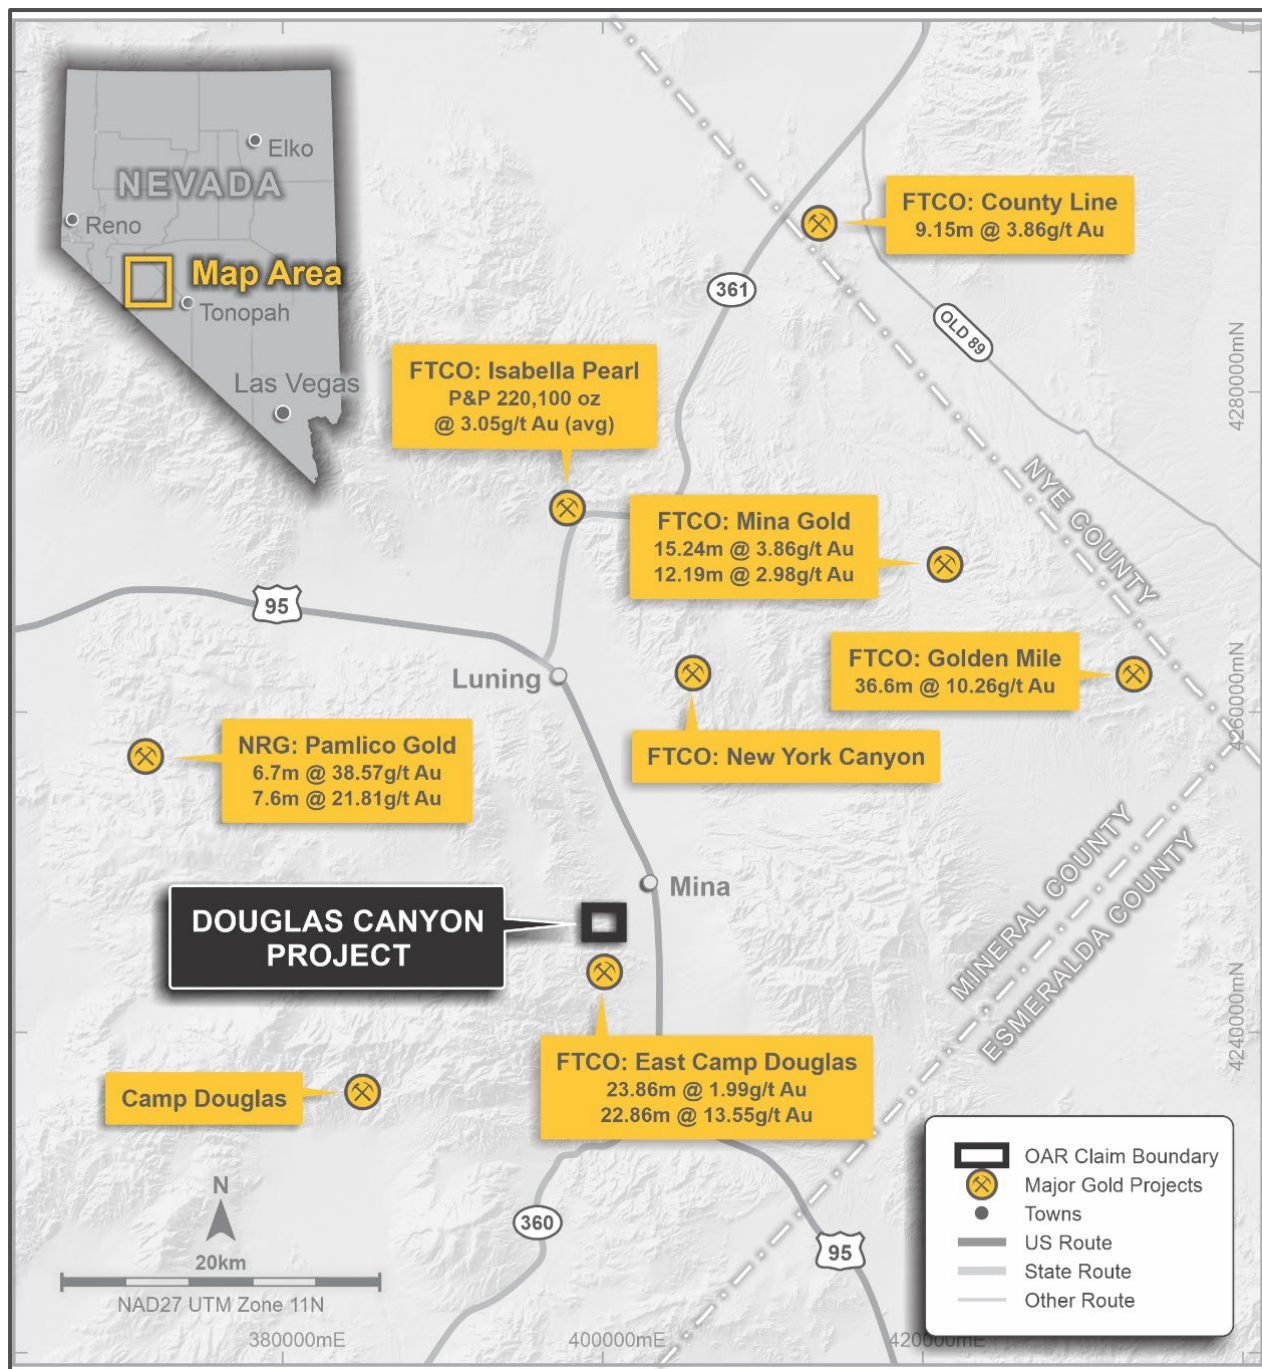 Elko
NEVADA
Reno
Map Area
Tonopah
Las Vegas
FTCO: County Line
9.15m @ 3.86g/t Au
361
OLD 89
FTCO: Isabella Pearl
P&P 220,100 oz
@ 3.05g/t Au (avg)
4280000mN
NYE COUNTY
FTCO: Mina Gold
15.24m @ 3.86g/t Au
12.19m @ 2.98g/t Au
95
FTCO: Golden Mile
36.6m @ 10.26g/t Au
Luning
4260000mN
NRG: Pamlico Gold
6.7m @ 38.57g/t Au
7.6m @ 21.81g/t Au
FTCO: New York Canyon
MINERAL COUNTY
ESMERALDA COUNTY
Mina
DOUGLAS CANYON
PROJECT
4240000mN
FTCO: East Camp Douglas
23.86m @ 1.99g/t Au
22.86m @ 13.55g/t Au
Camp Douglas
OAR Claim Boundary
Major Gold Projects
Towns
US Route
State Route
Other Route
N
20km
NAD27 UTM Zone 11N
360
95
380000mE
400000mE
420000mE